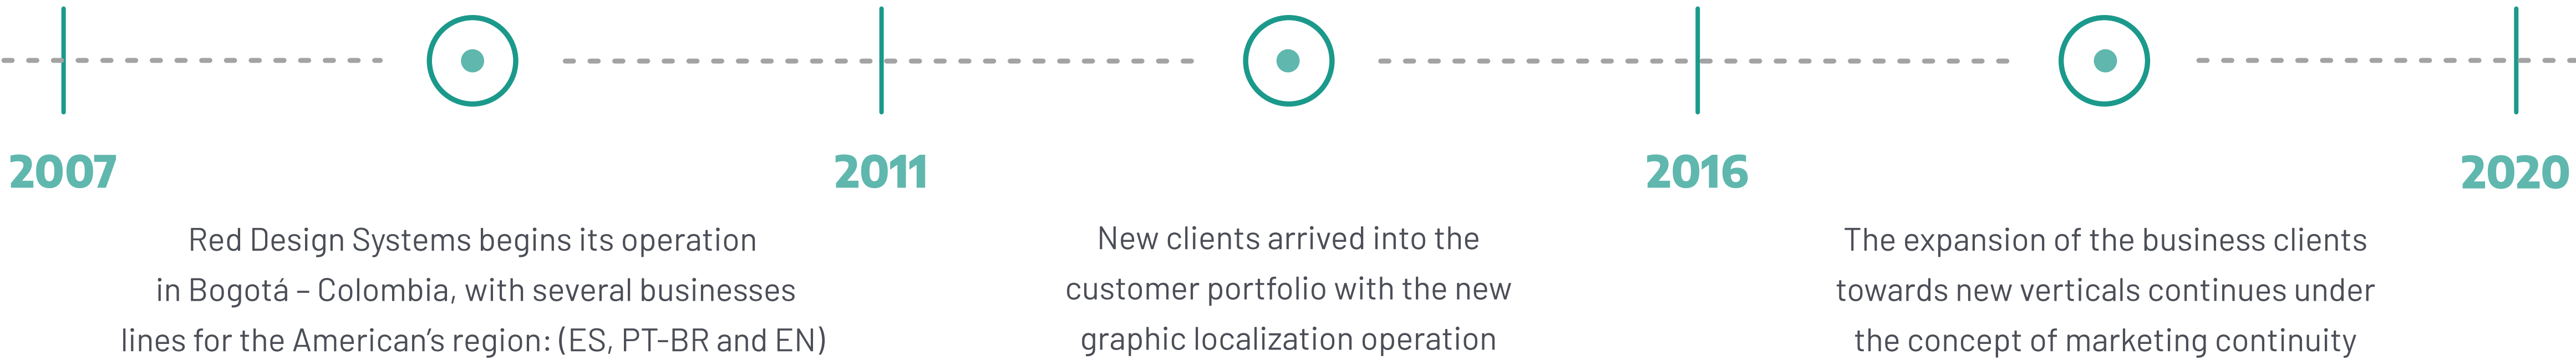 2007
2011
2016
2020
Red Design Systems begins its operation
in Bogotá – Colombia, with several businesses
lines for the American’s region: (ES, PT-BR and EN)
New clients arrived into the
customer portfolio with the new
graphic localization operation
The expansion of the business clients
towards new verticals continues under
the concept of marketing continuity